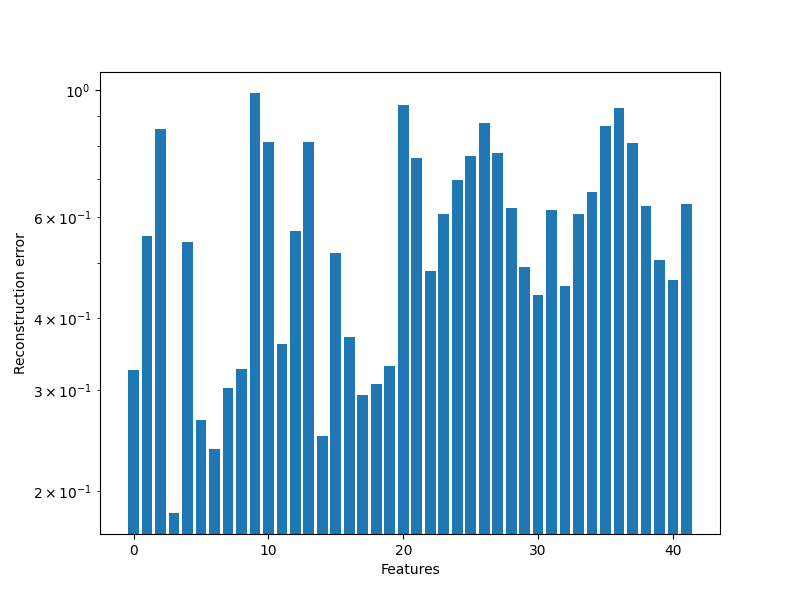 10⁰
6 × 10⁻¹
4 × 10⁻¹
3 × 10⁻¹
2 × 10⁻¹
Reconstruction error
0 10 20 30 40
Features